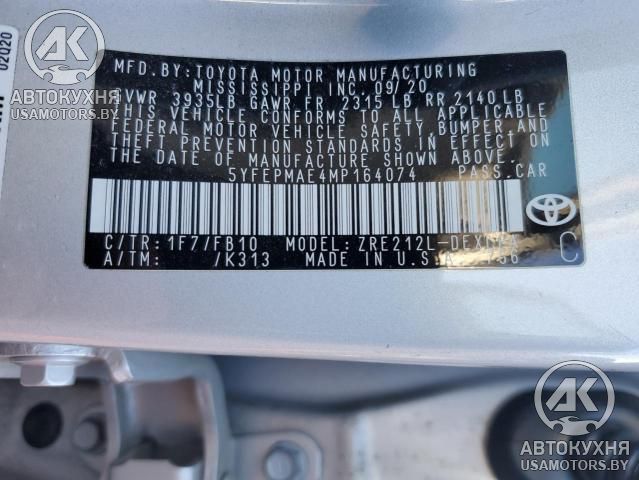 02020
AK
АВТОКУХНЯ
USAMOTORS.BY
MFD.BY: TOYOTA MOTOR MANUFACTURING
MISSISSIPPI INC. 09/20
GVWR 3935LB GAWR FR 2315 LB RR 2140 LB
THIS VEHICLE CONFORMS TO ALL APPLICABLE
FEDERAL MOTOR VEHICLE SAFETY, BUMPER AND
THEFT PREVENTION STANDARDS IN EFFECT ON
THE DATE OF MANUFACTURE SHOWN ABOVE.
5YFEPMAE4MP164074 PASS.CAR
C/TR: 1F7/FB10 MODEL: ZRE212L-
A/TM: /K313 MADE IN U.S.A.
C
AK
АВТОКУХНЯ
USAMOTORS.BY